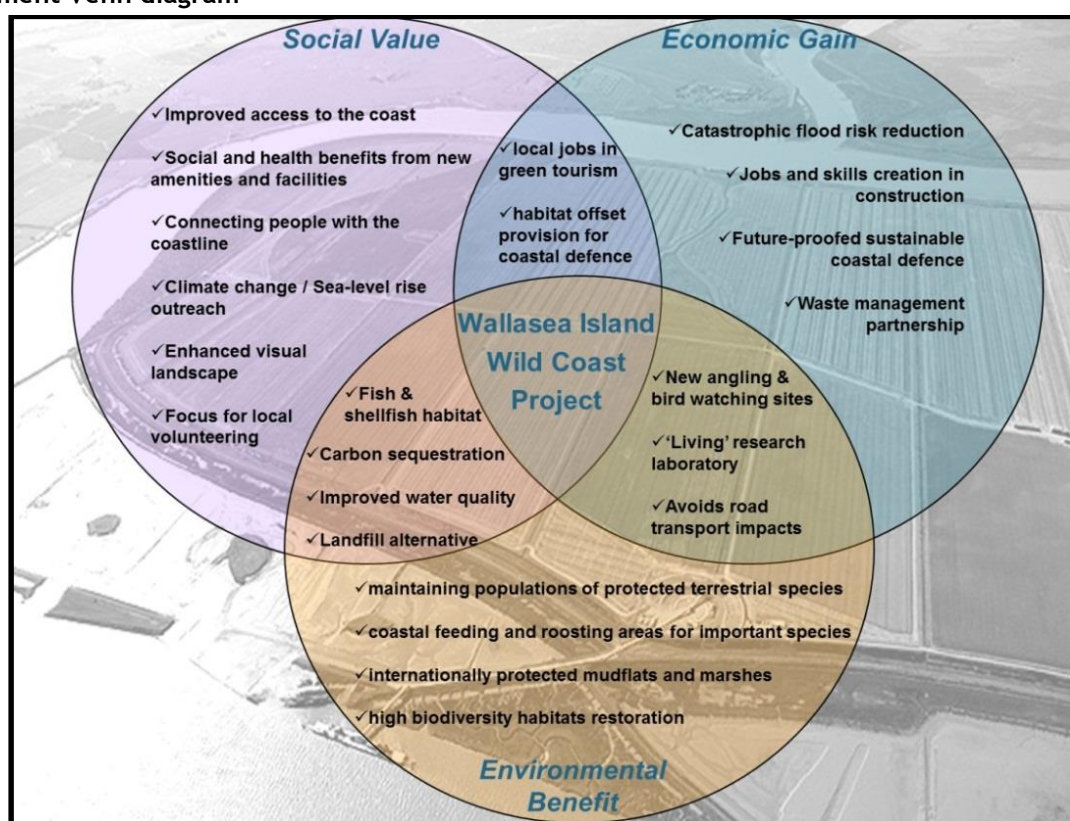 Social Value
Economic Gain
✓Improved access to the coast
✓Social and health benefits from new
amenities and facilities
✓Connecting people with the
coastline
✓Climate change / Sea-level rise
outreach
✓Enhanced visual
landscape
✓Focus for local
volunteering
✓local jobs in
green tourism
✓habitat offset
provision for
coastal defence
✓Catastrophic flood risk reduction
✓Jobs and skills creation in
construction
✓Future-proofed sustainable
coastal defence
✓Waste management
partnership
Wallasea Island
Wild Coast
Project
✓Fish &
shellfish habitat
✓Carbon sequestration
✓Improved water quality
✓Landfill alternative
✓New angling &
bird watching sites
✓‘Living’ research
laboratory
✓Avoids road
transport impacts
✓maintaining populations of protected terrestrial species
✓coastal feeding and roosting areas for important species
✓internationally protected mudflats and marshes
✓high biodiversity habitats restoration
Environmental
Benefit